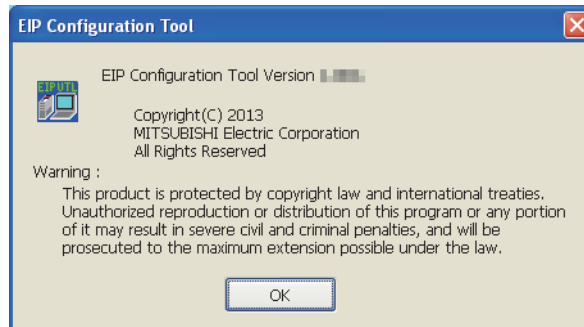 EIP Configuration Tool
EIPUTL
EIP Configuration Tool Version
Copyright(C) 2013
MITSUBISHI Electric Corporation
All Rights Reserved
Warning :
This product is protected by copyright law and international treaties.
Unauthorized reproduction or distribution of this program or any portion
of it may result in severe civil and criminal penalties, and will be
prosecuted to the maximum extension possible under the law.
OK